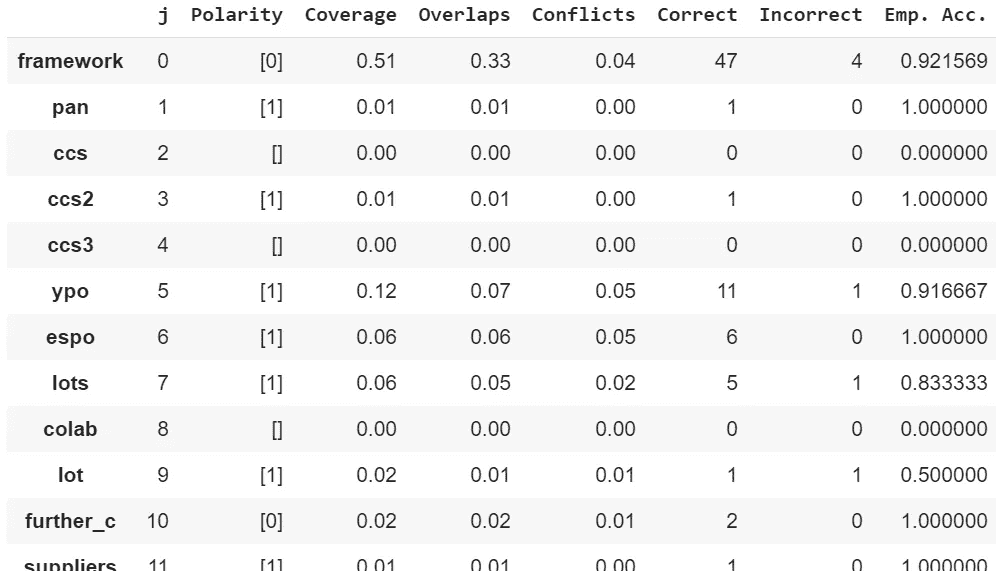 j Polarity Coverage Overlaps Conflicts Correct Incorrect Emp. Acc.
framework 0 [0] 0.51 0.33 0.04 47 4 0.921569
pan 1 [1] 0.01 0.01 0.00 1 0 1.000000
ccs 2 [] 0.00 0.00 0.00 0 0 0.000000
ccs2 3 [1] 0.01 0.01 0.00 1 0 1.000000
ccs3 4 [] 0.00 0.00 0.00 0 0 0.000000
ypo 5 [1] 0.12 0.07 0.05 11 1 0.916667
espo 6 [1] 0.06 0.06 0.05 6 0 1.000000
lots 7 [1] 0.06 0.05 0.02 5 1 0.833333
colab 8 [] 0.00 0.00 0.00 0 0 0.000000
lot 9 [1] 0.02 0.01 0.01 1 1 0.500000
further_c 10 [0] 0.02 0.02 0.01 2 0 1.000000
suppliers 11 [1] 0.01 0.01 0.00 1 0 1.000000